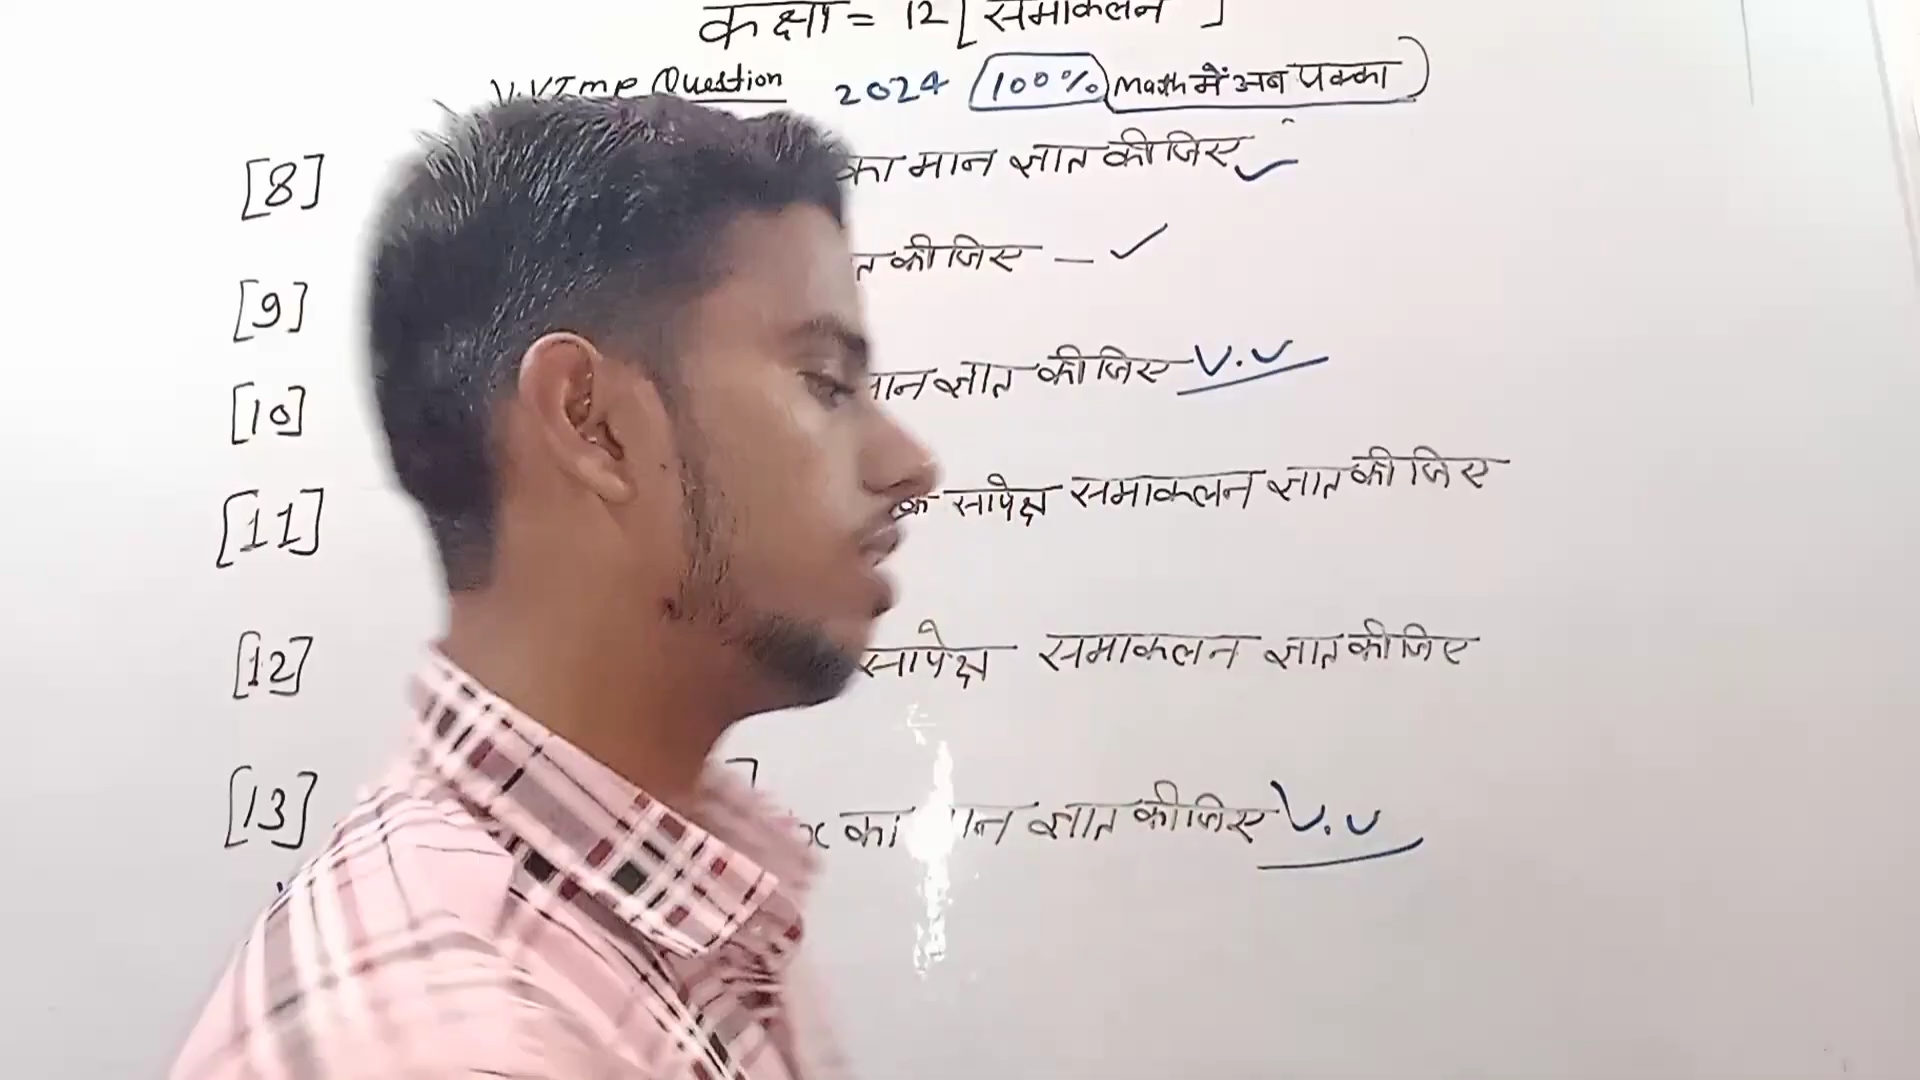 कक्षा = 12 [समाकलन]
V.V Imp Question 2024 100% Math में अब पक्का
[8] का मान ज्ञात कीजिए
[9] कीजिए –
[10] ज्ञात कीजिए V.V
[11] के सापेक्ष समाकलन ज्ञात कीजिए
[12] सापेक्ष समाकलन ज्ञात कीजिए
[13] x का ज्ञात कीजिए V.V